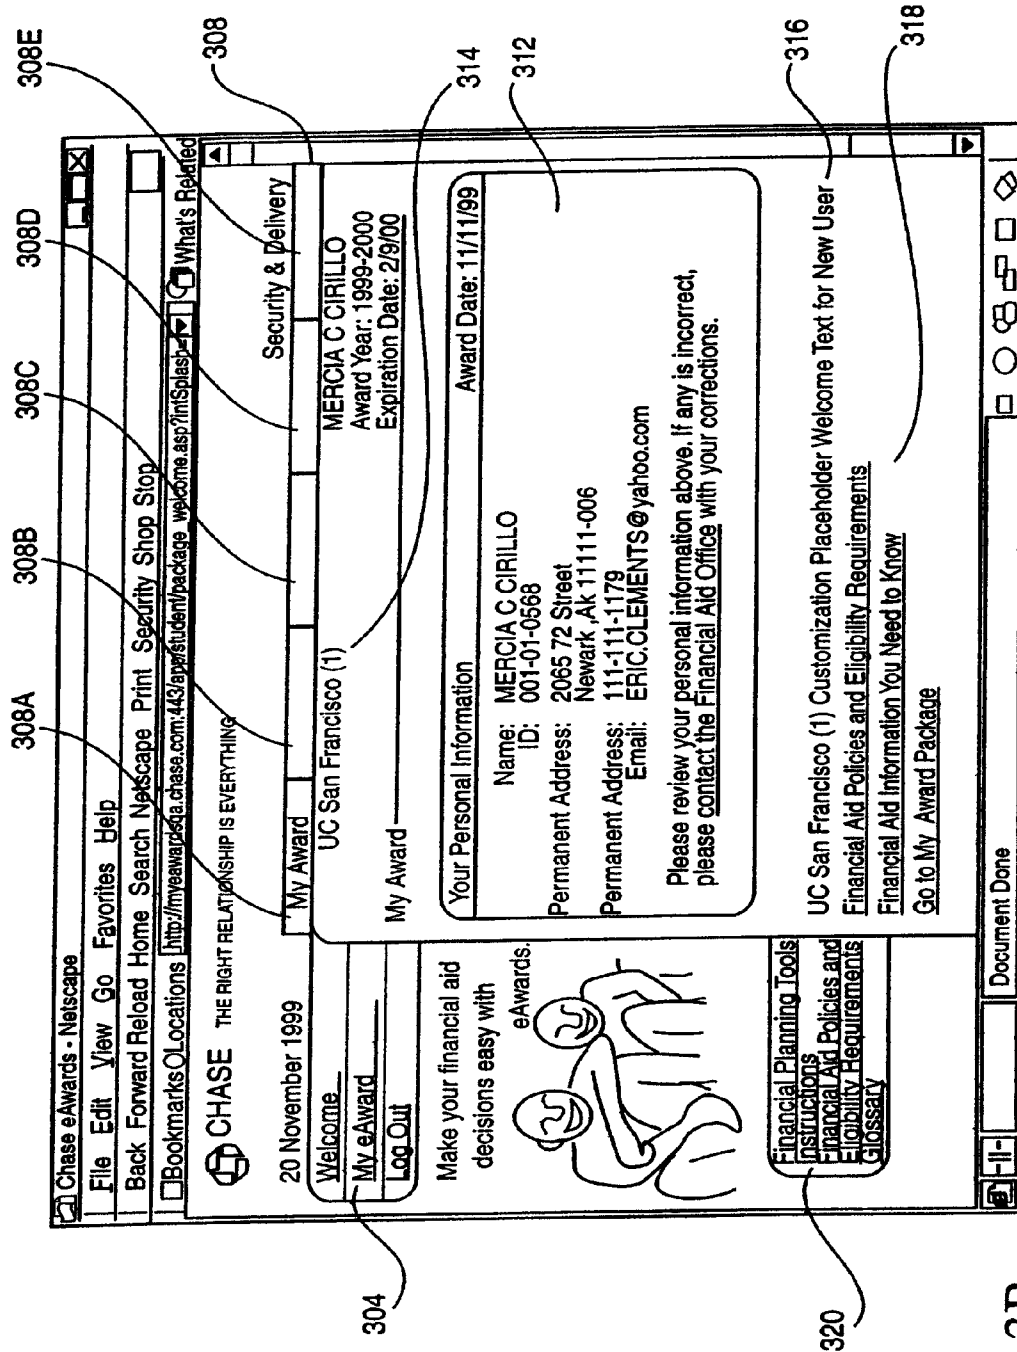 308A
308B
308C
308D
308E
Chase eAwards - Netscape
File Edit View Go Favorites Help
Back Forward Reload Home Search Netscape Print Security Shop Stop
Bookmarks Locations http://myeawardsqa.chase.com:443/app/student/package_welcome.asp?intSplash= What's Related
CHASE THE RIGHT RELATIONSHIP IS EVERYTHING
Security & Delivery
308
20 November 1999
My Award
Welcome
UC San Francisco (1)
MERCIA C CIRILLO
314
My eAward
Award Year: 1999-2000
304
Log Out
My Award
Expiration Date: 2/9/00
Make your financial aid
decisions easy with
eAwards.
Your Personal Information
Award Date: 11/11/99
312
Name: MERCIA C CIRILLO
ID: 001-01-0568
Permanent Address: 2065 72 Street
Newark ,Ak 11111-006
Permanent Address: 111-111-1179
Email: ERIC.CLEMENTS@yahoo.com
Please review your personal information above. If any is incorrect,
please contact the Financial Aid Office with your corrections.
320
Financial Planning Tools
Instructions
Financial Aid Policies and
Eligibility Requirements
Glossary
UC San Francisco (1) Customization Placeholder Welcome Text for New User
316
Financial Aid Policies and Eligibility Requirements
Financial Aid Information You Need to Know
318
Go to My Award Package
Document Done